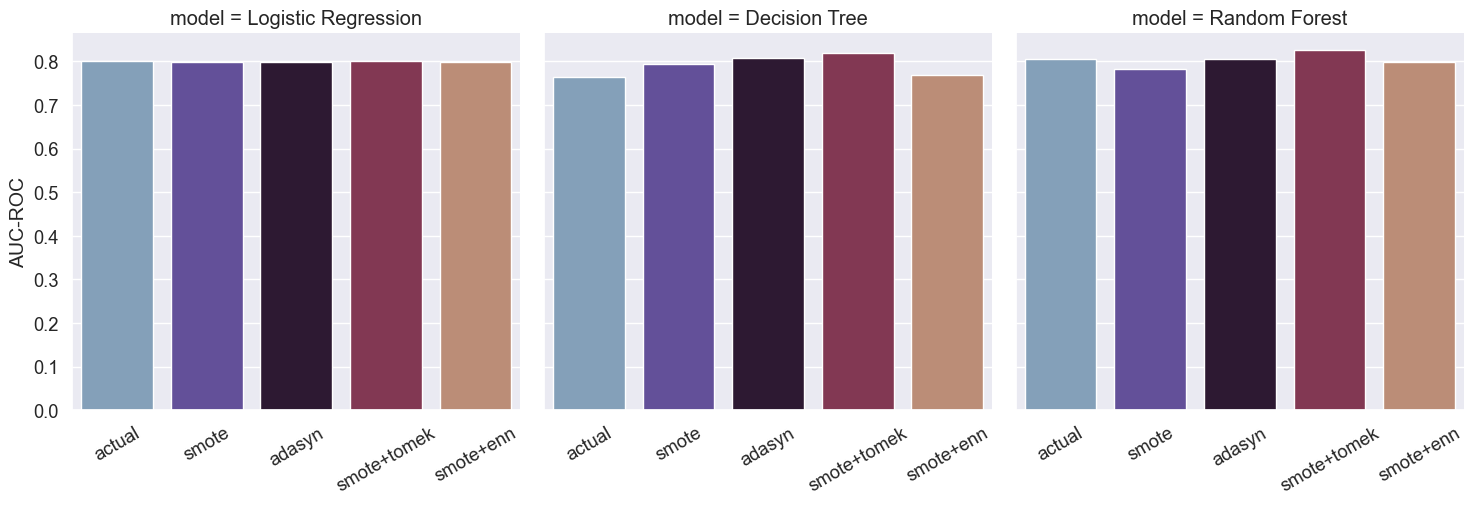 model = Logistic Regression
model = Decision Tree
model = Random Forest
AUC-ROC
0.8
0.7
0.6
0.5
0.4
0.3
0.2
0.1
0.0
actual
smote
adasyn
smote+tomek
smote+enn
actual
smote
adasyn
smote+tomek
smote+enn
actual
smote
adasyn
smote+tomek
smote+enn